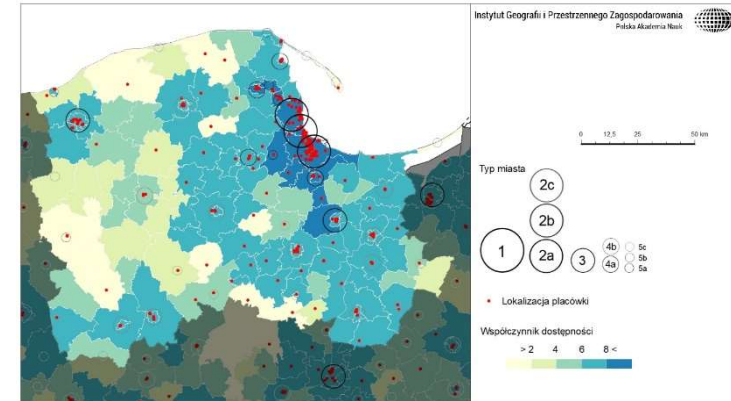 Instytut Geografii i Przestrzennego Zagospodarowania
Polska Akademia Nauk
0 12,5 25 50 km
Typ miasta
2c
2b
1 2a 3 4b 4a 5c 5b 5a
Lokalizacja placówki
Współczynnik dostępności
> 2 4 6 8 <